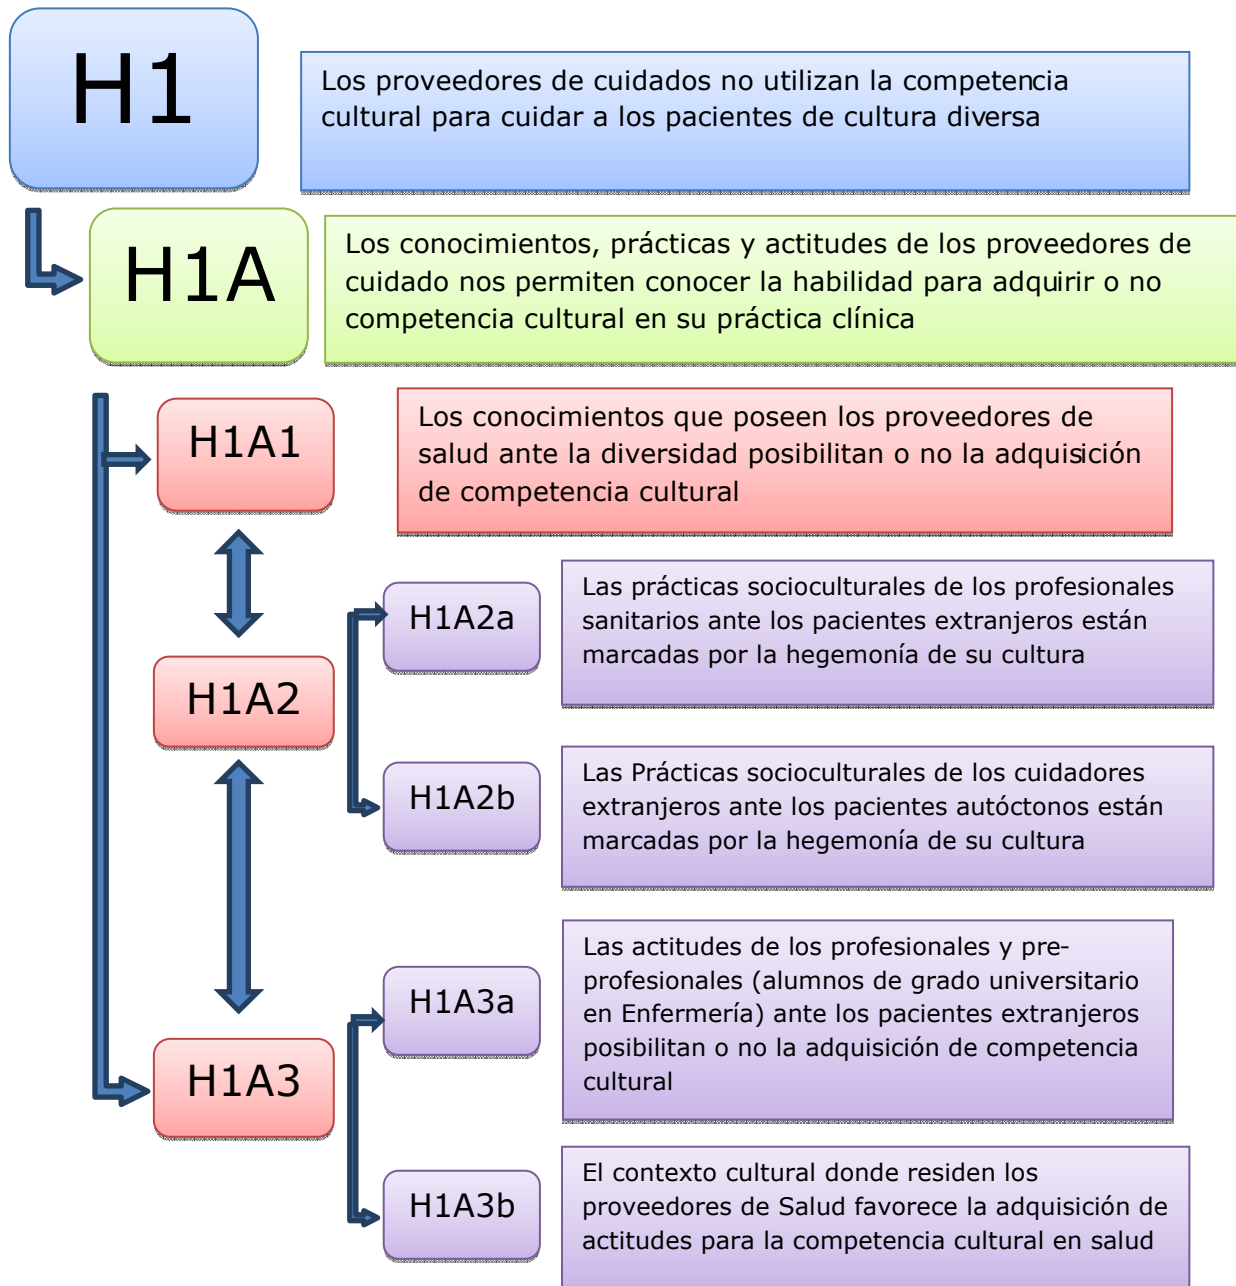 H1
Los proveedores de cuidados no utilizan la competencia
cultural para cuidar a los pacientes de cultura diversa
H1A
Los conocimientos, prácticas y actitudes de los proveedores de
cuidado nos permiten conocer la habilidad para adquirir o no
competencia cultural en su práctica clínica
H1A1
Los conocimientos que poseen los proveedores de
salud ante la diversidad posibilitan o no la adquisición
de competencia cultural
H1A2
H1A2a
Las prácticas socioculturales de los profesionales
sanitarios ante los pacientes extranjeros están
marcadas por la hegemonía de su cultura
H1A2b
Las Prácticas socioculturales de los cuidadores
extranjeros ante los pacientes autóctonos están
marcadas por la hegemonía de su cultura
H1A3
H1A3a
Las actitudes de los profesionales y pre-
profesionales (alumnos de grado universitario
en Enfermería) ante los pacientes extranjeros
posibilitan o no la adquisición de competencia
cultural
H1A3b
El contexto cultural donde residen los
proveedores de Salud favorece la adquisición de
actitudes para la competencia cultural en salud